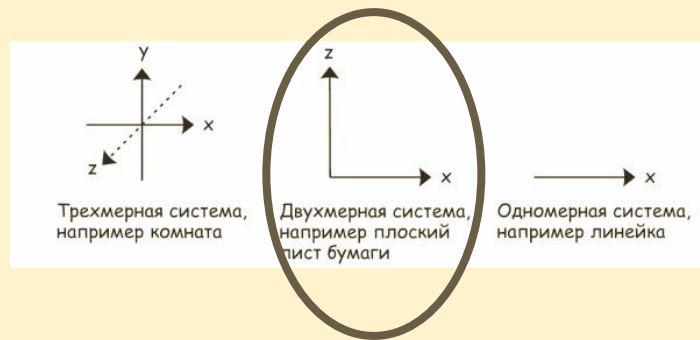 y
x
z
Трехмерная система,
например комната
z
x
Двухмерная система,
например плоский
лист бумаги
x
Одномерная система,
например линейка